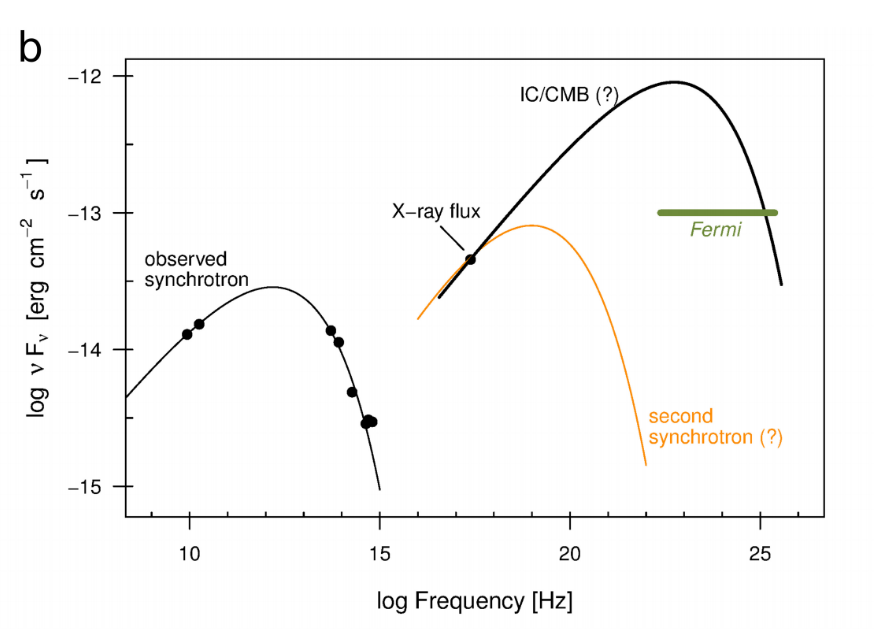 b
−12
−13
−14
−15
log ν Fν [erg cm−2 s−1]
IC/CMB (?)
X−ray flux
Fermi
observed
synchrotron
second
synchrotron (?)
10 15 20 25
log Frequency [Hz]